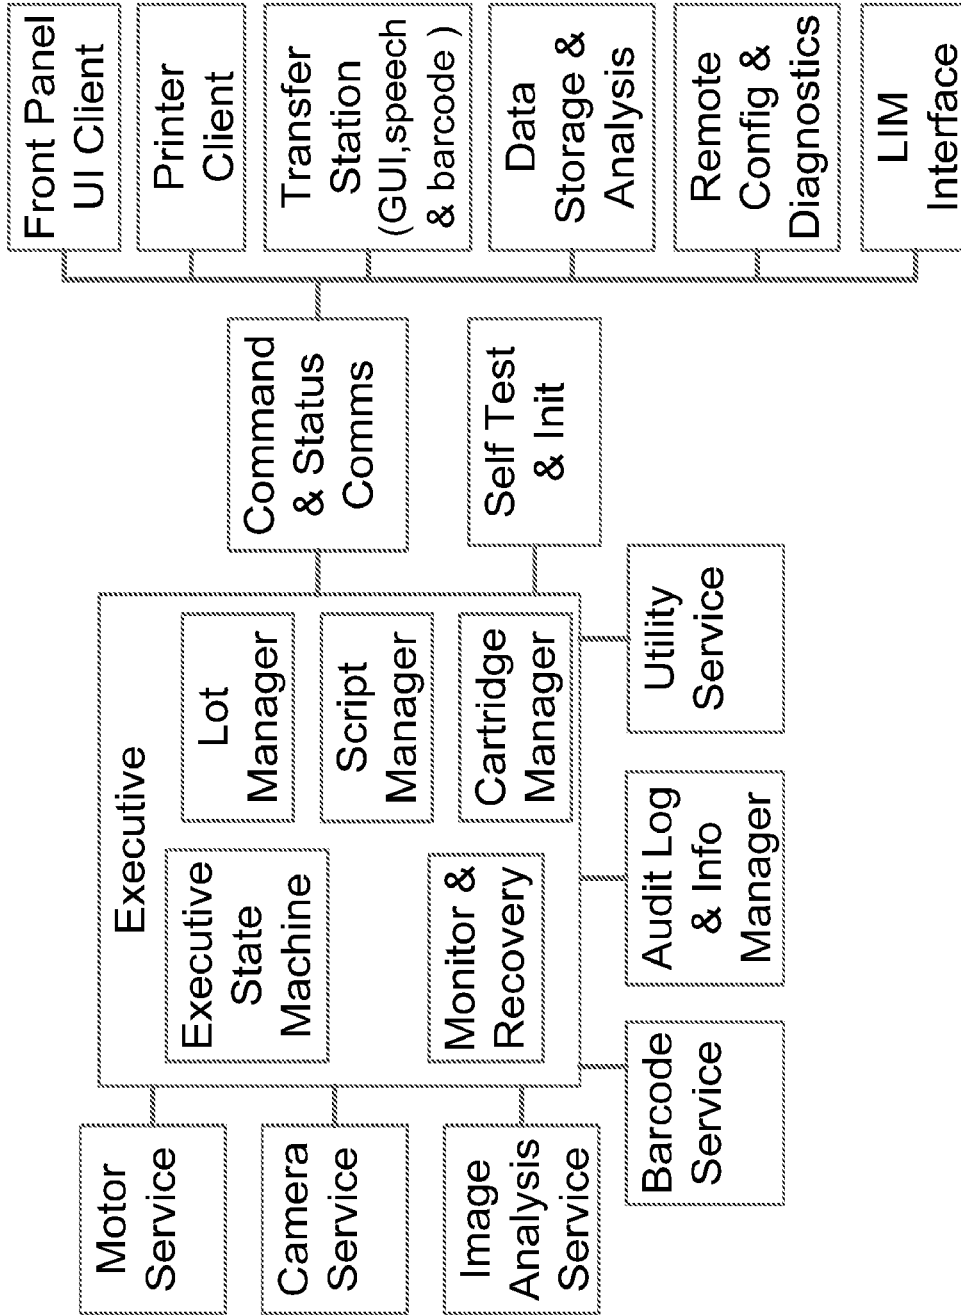 Executive
Motor
Service
Camera
Service
Image
Analysis
Service
Executive
State
Machine
Monitor &
Recovery
Lot
Manager
Script
Manager
Cartridge
Manager
Barcode
Service
Audit Log
& Info
Manager
Utility
Service
Command
& Status
Comms
Self Test
& Init
Front Panel
UI Client
Printer
Client
Transfer
Station
(GUI,speech
& barcode )
Data
Storage &
Analysis
Remote
Config &
Diagnostics
LIM
Interface